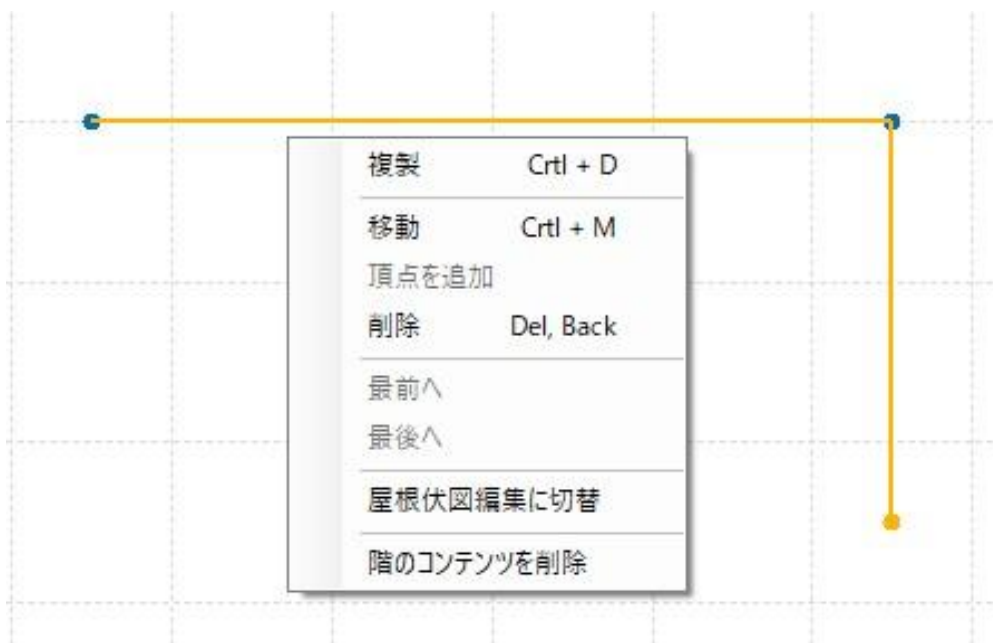 複製 Crtl + D
移動 Crtl + M
頂点を追加
削除 Del, Back
最前へ
最後へ
屋根伏図編集に切替
階のコンテンツを削除